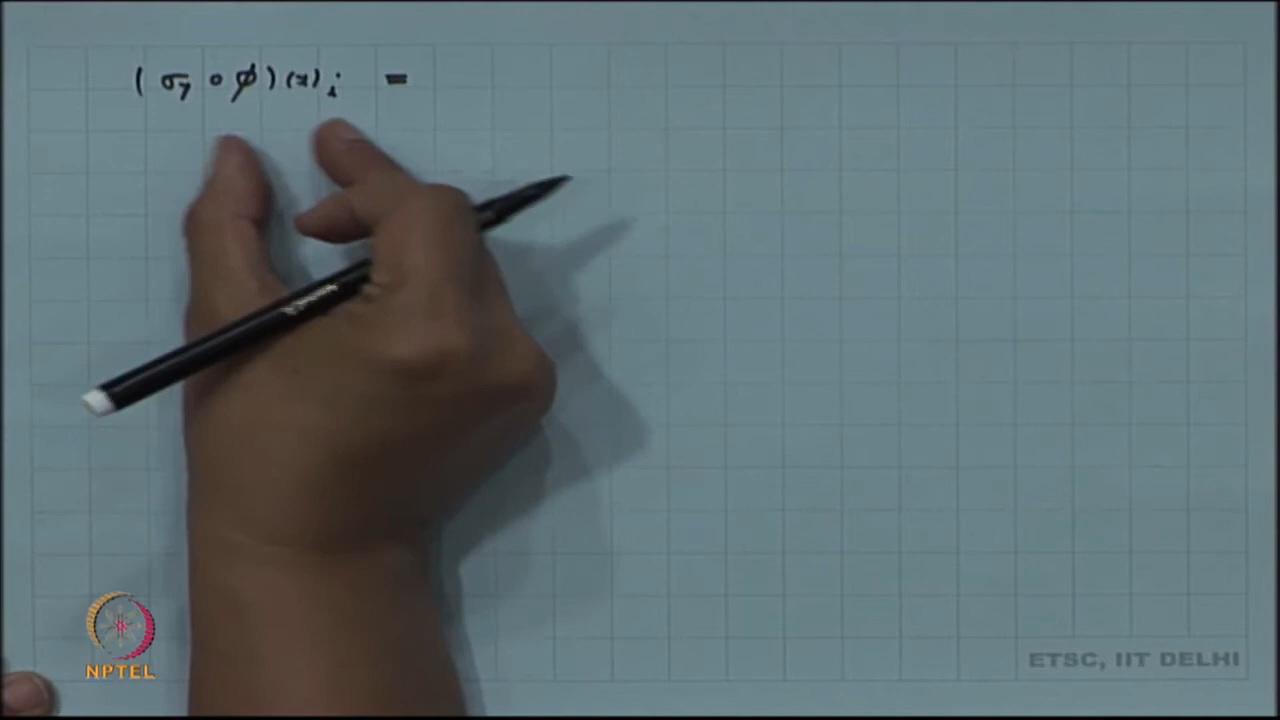 ( σ_Y ∘ φ ) (x)_i =
NPTEL
ETSC, IIT DELHI